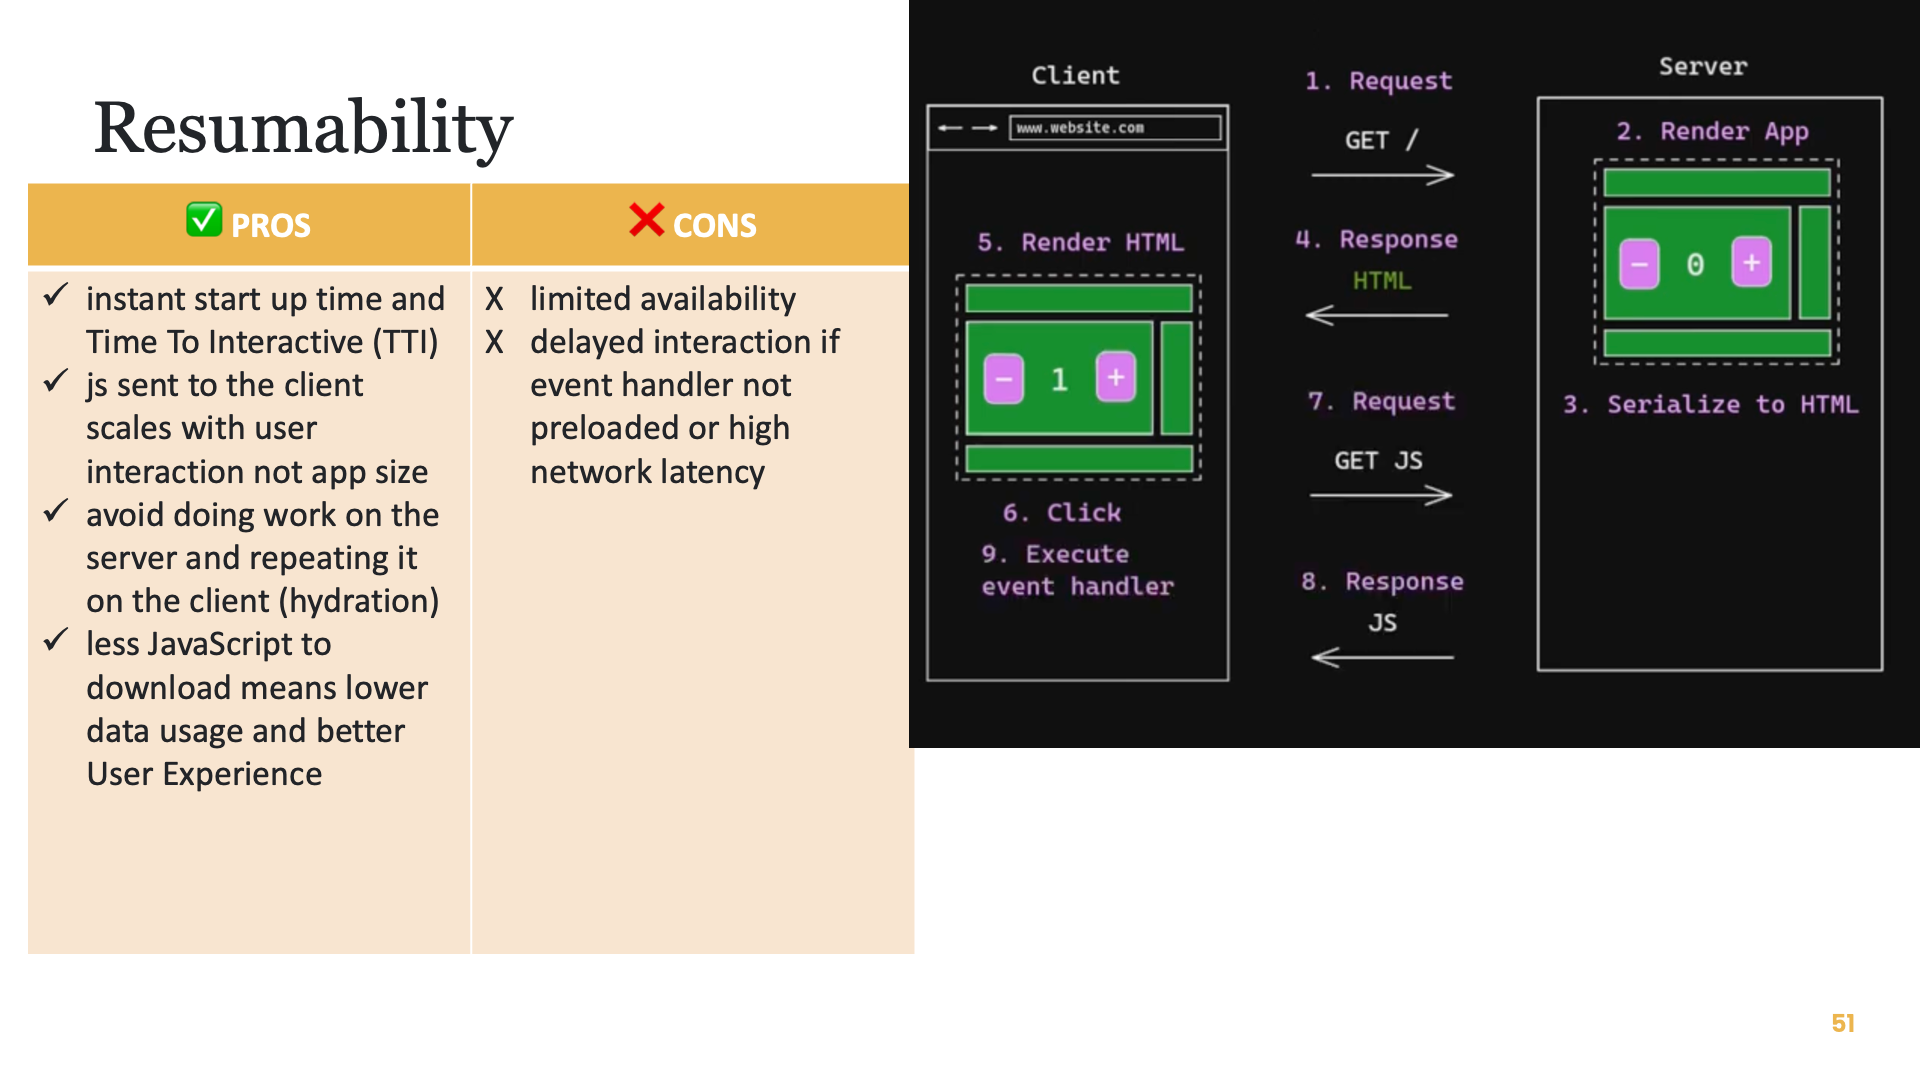 Resumability
✅ PROS
❌ CONS
✓ instant start up time and
Time To Interactive (TTI)
✓ js sent to the client
scales with user
interaction not app size
✓ avoid doing work on the
server and repeating it
on the client (hydration)
✓ less JavaScript to
download means lower
data usage and better
User Experience
X limited availability
X delayed interaction if
event handler not
preloaded or high
network latency
Client
www.website.com
5. Render HTML
− 1 +
6. Click
9. Execute
event handler
1. Request
GET /
4. Response
HTML
7. Request
GET JS
8. Response
JS
Server
2. Render App
− 0 +
3. Serialize to HTML
51